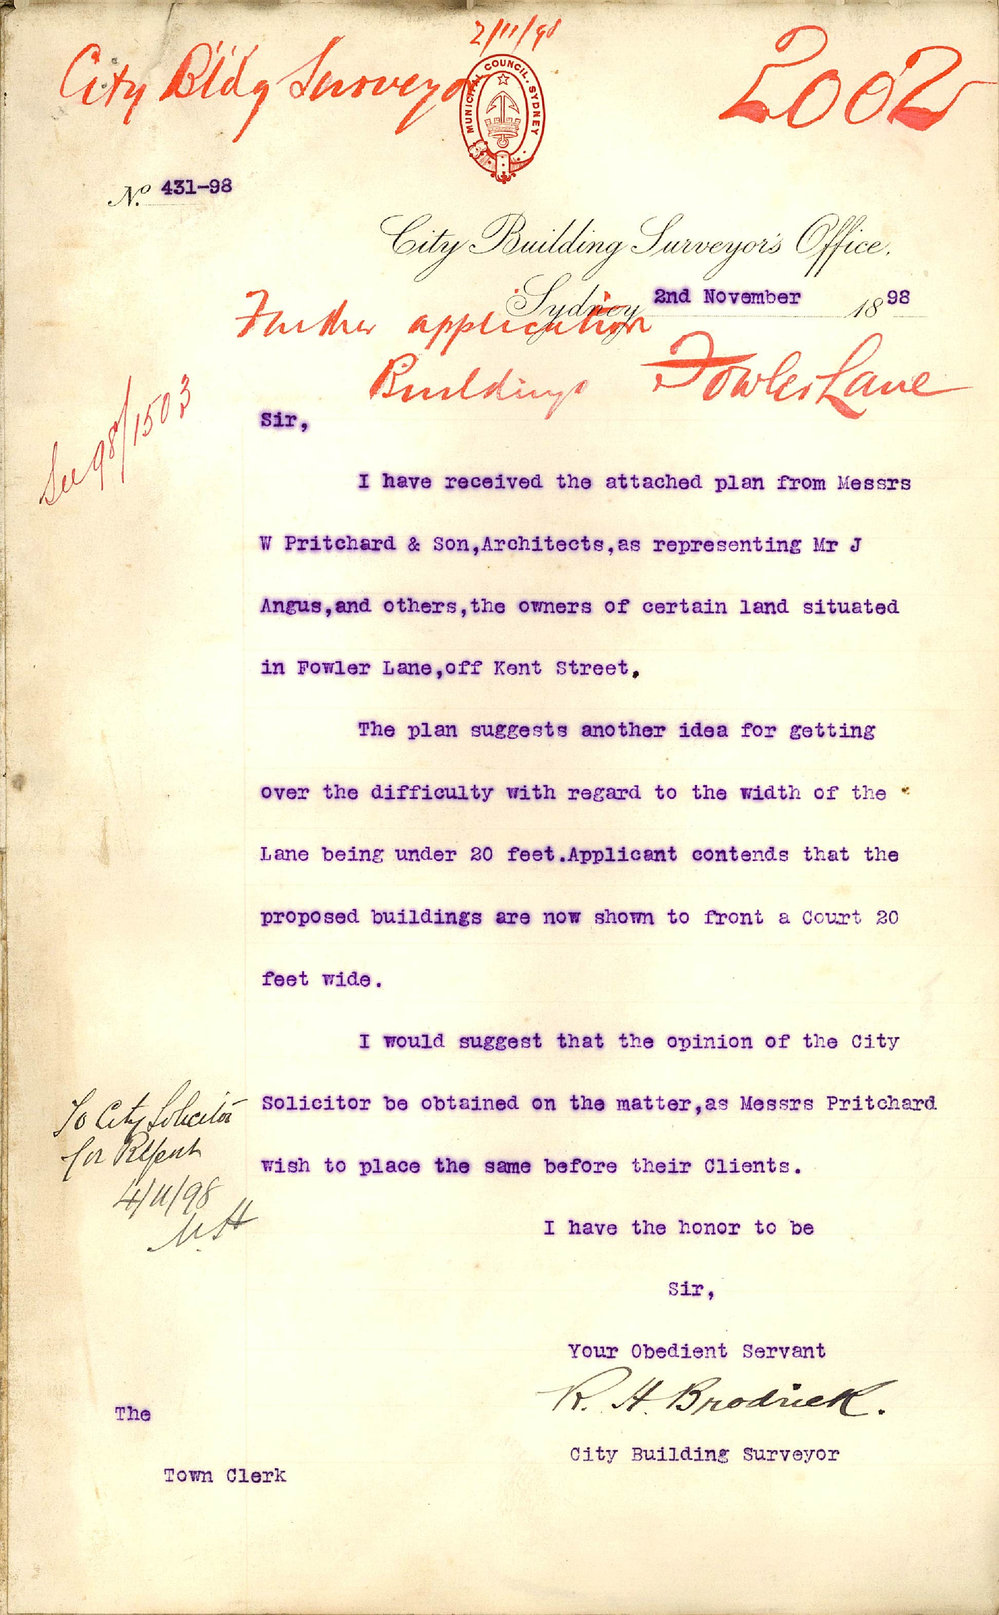 2/11/98
City Bldg Surveyor
2002
MUNICIPAL COUNCIL. SYDNEY
No. 431-98
City Building Surveyor's Office.
Sydney 2nd November 1898
Further application
Buildings Fowler Lane
See 98/1503
Sir,
I have received the attached plan from Messrs
W Pritchard & Son,Architects,as representing Mr J
Angus,and others,the owners of certain land situated
in Fowler Lane,off Kent Street.
The plan suggests another idea for getting
over the difficulty with regard to the width of the
Lane being under 20 feet.Applicant contends that the
proposed buildings are now shown to front a Court 20
feet wide.
I would suggest that the opinion of the City
Solicitor be obtained on the matter,as Messrs Pritchard
wish to place the same before their Clients.
To City Solicitor
for Report
4/11/98
I have the honor to be
Sir,
Your Obedient Servant
R. H. Brodrick.
City Building Surveyor
The
Town Clerk